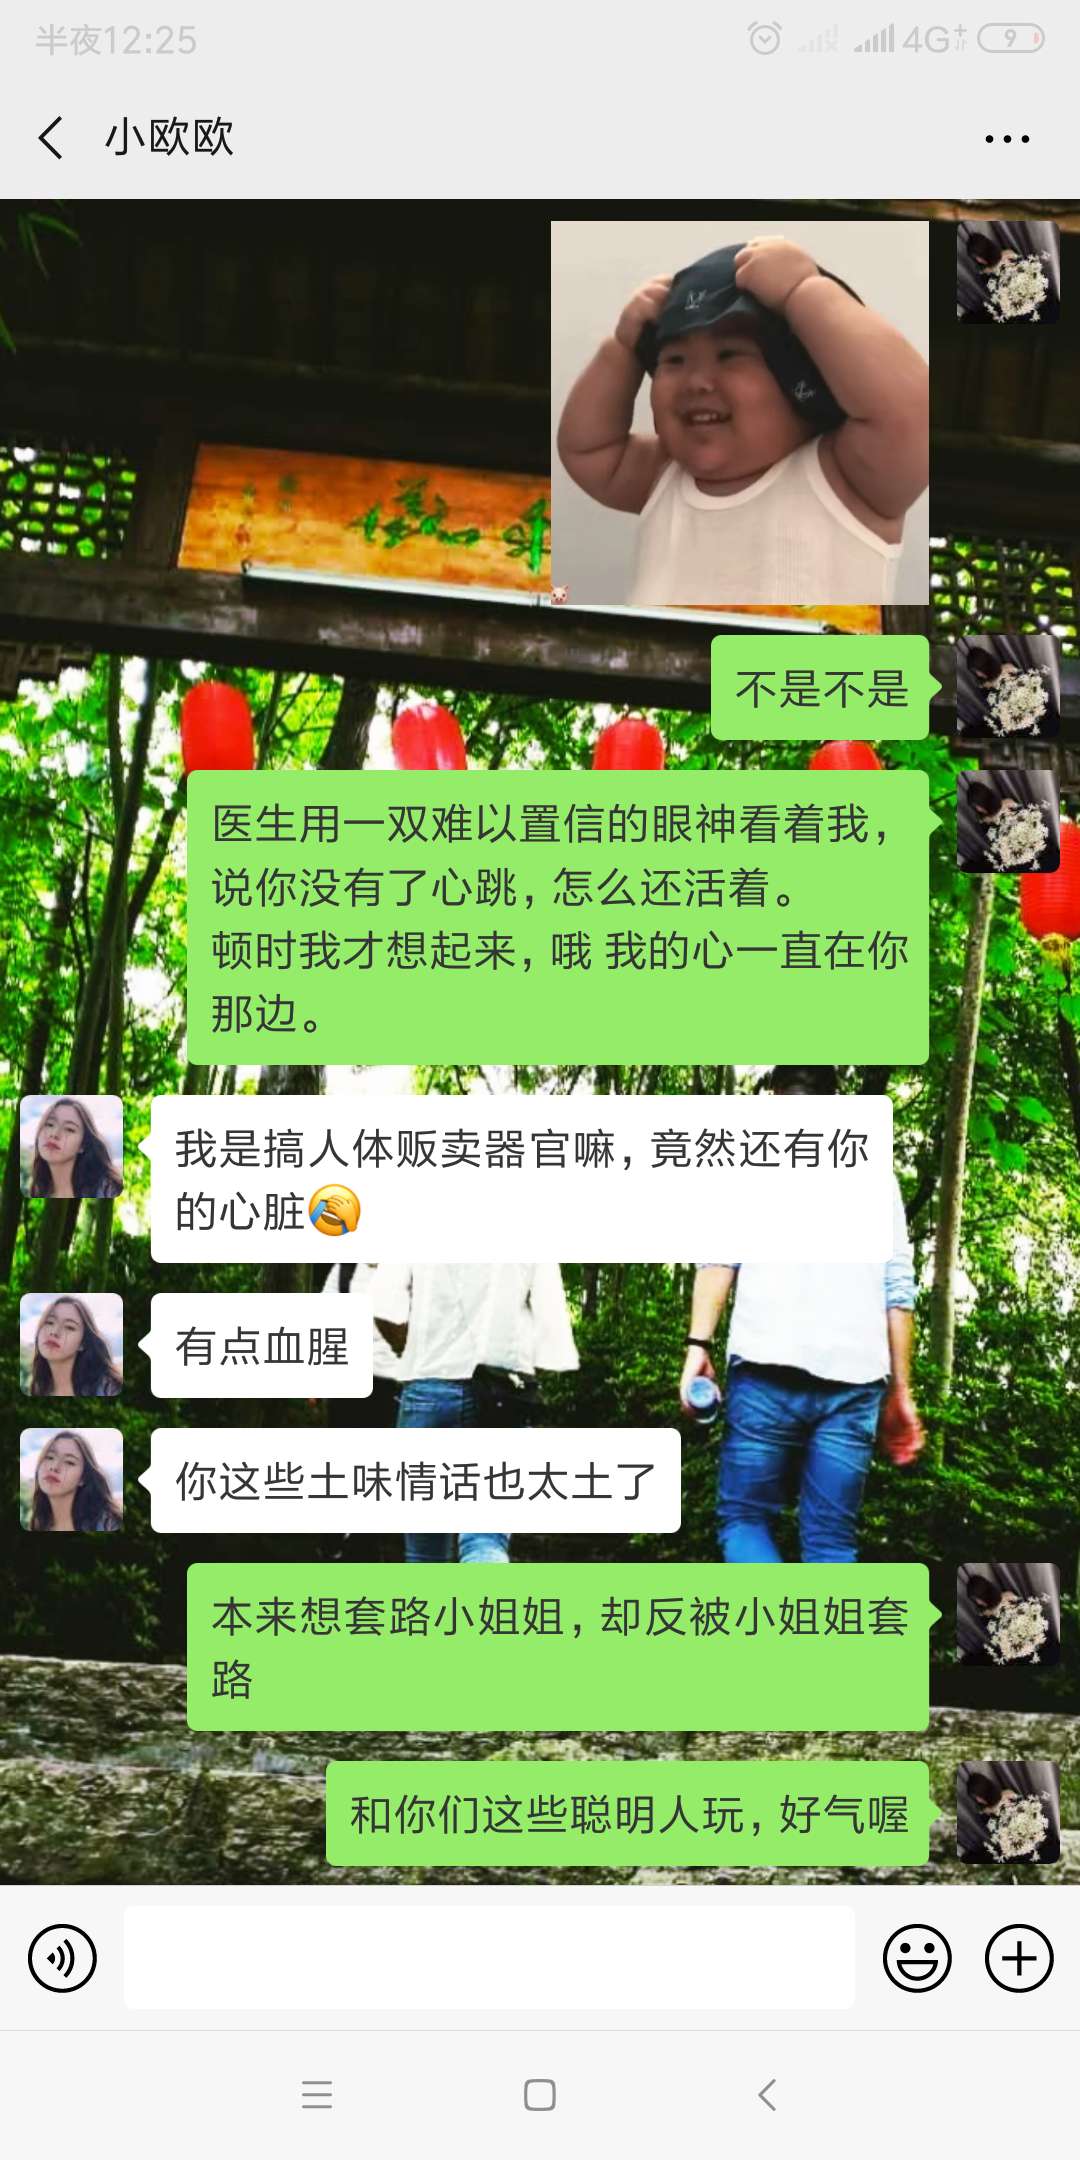 半夜12:25
4G+
9
小欧欧
不是不是
医生用一双难以置信的眼神看着我，
说你没有了心跳，怎么还活着。
顿时我才想起来，哦 我的心一直在你
那边。
我是搞人体贩卖器官嘛，竟然还有你
的心脏
有点血腥
你这些土味情话也太土了
本来想套路小姐姐，却反被小姐姐套
路
和你们这些聪明人玩，好气喔